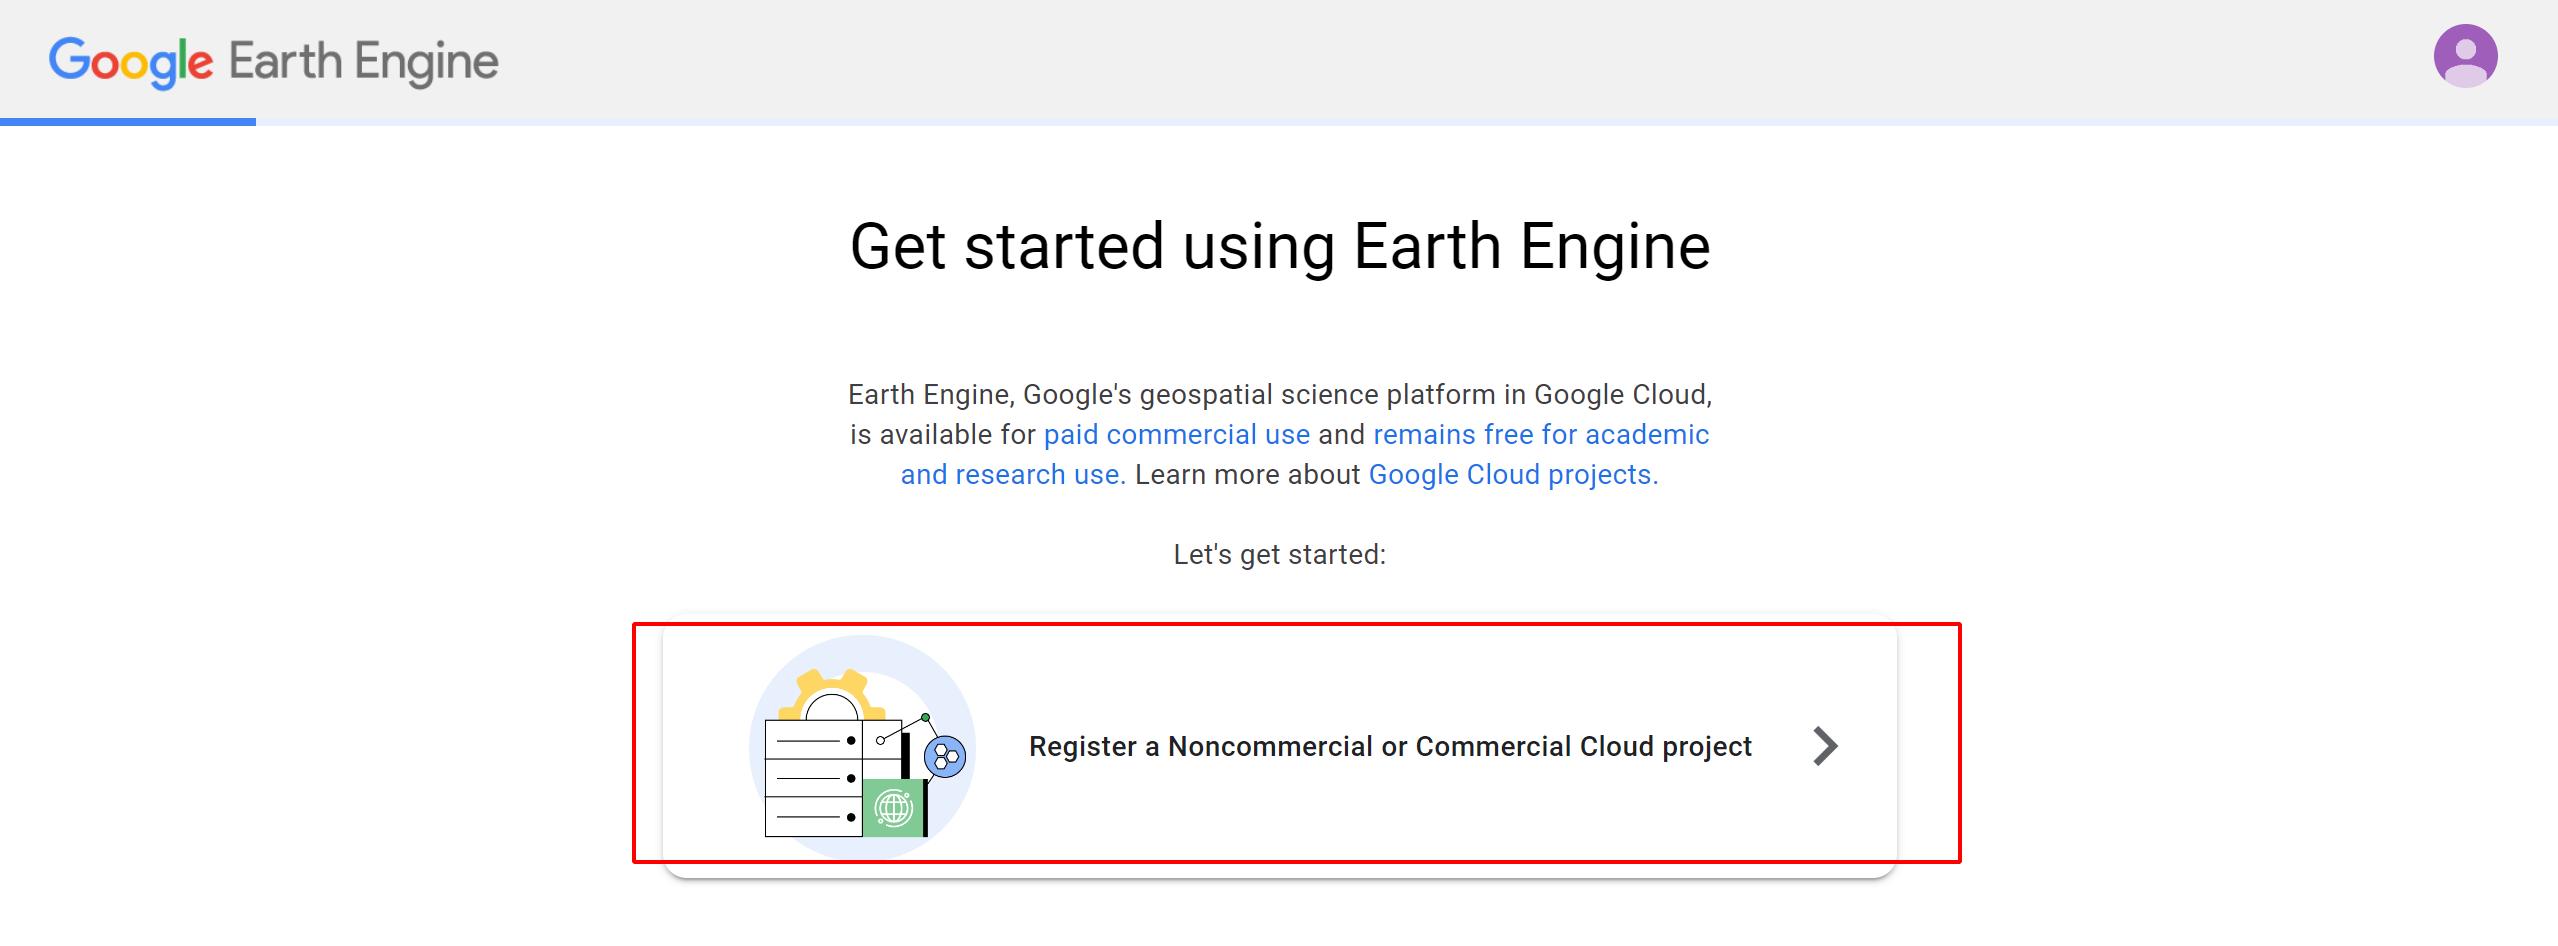 Google Earth Engine
Get started using Earth Engine
Earth Engine, Google's geospatial science platform in Google Cloud,
is available for paid commercial use and remains free for academic
and research use. Learn more about Google Cloud projects.
Let's get started:
Register a Noncommercial or Commercial Cloud project